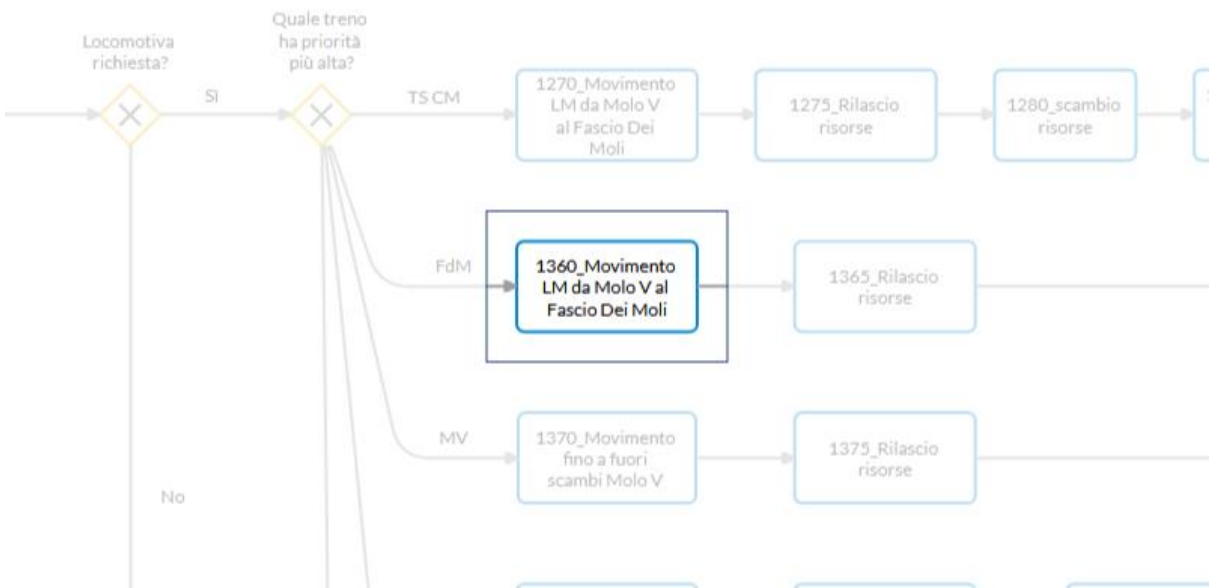 Locomotiva
richiesta?
Quale treno
ha priorità
più alta?
SI
TS CM
1270_Movimento
LM da Molo V
al Fascio Dei
Moli
1275_Rilascio
risorse
1280_scambio
risorse
FdM
1360_Movimento
LM da Molo V al
Fascio Dei Moli
1365_Rilascio
risorse
MV
1370_Movimento
fino a fuori
scambi Molo V
1375_Rilascio
risorse
No